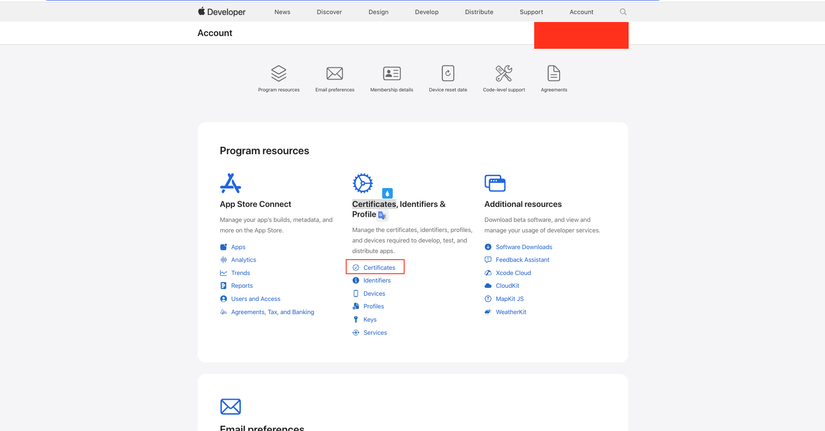 Developer
News
Discover
Design
Develop
Distribute
Support
Account
Account
Program resources
Email preferences
Membership details
Device reset date
Code-level support
Agreements
Program resources
App Store Connect
Manage your app's builds, metadata, and
more on the App Store.
Apps
Analytics
Trends
Reports
Users and Access
Agreements, Tax, and Banking
Certificates, Identifiers &
Profile
Manage the certificates, identifiers, profiles,
and devices required to develop, test, and
distribute apps.
Certificates
Identifiers
Devices
Profiles
Keys
Services
Additional resources
Download beta software, and view and
manage your usage of developer services.
Software Downloads
Feedback Assistant
Xcode Cloud
CloudKit
MapKit JS
WeatherKit
Email preferences